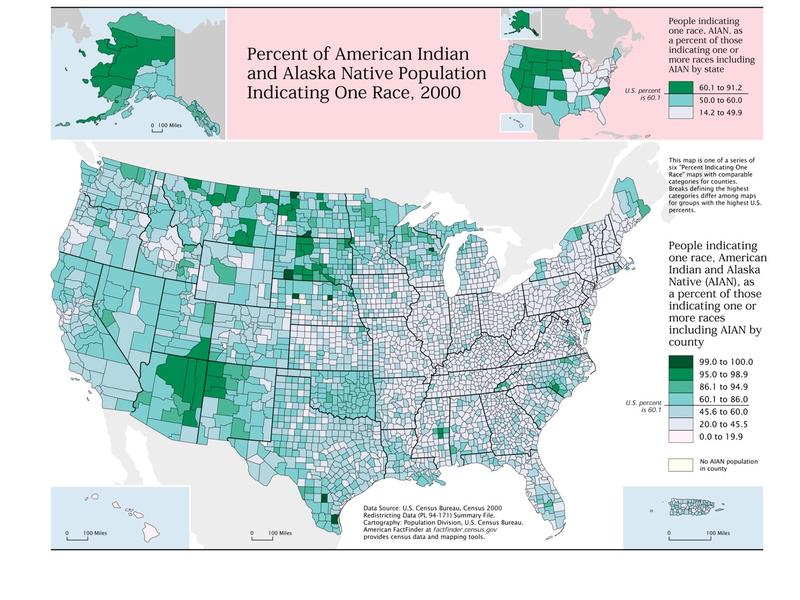 Percent of American Indian
and Alaska Native Population
Indicating One Race, 2000
0 100 Miles
People indicating
one race, AIAN, as
a percent of those
indicating one or
more races including
AIAN by state
U.S. percent
is 60.1
60.1 to 91.2
50.0 to 60.0
14.2 to 49.9
This map is one of a series of
six "Percent Indicating One
Race" maps with comparable
categories for counties.
Breaks defining the highest
categories differ among maps
for groups with the highest U.S.
percents.
People indicating
one race, American
Indian and Alaska
Native (AIAN), as
a percent of those
indicating one or
more races
including AIAN by
county
99.0 to 100.0
95.0 to 98.9
86.1 to 94.9
60.1 to 86.0
U.S. percent
is 60.1
45.6 to 60.0
20.0 to 45.5
0.0 to 19.9
No AIAN population
in county
Data Source: U.S. Census Bureau, Census 2000
Redistricting Data (PL 94-171) Summary File.
Cartography: Population Division, U.S. Census Bureau.
American FactFinder at factfinder.census.gov
provides census data and mapping tools.
0 100 Miles
0 100 Miles
0 100 Miles